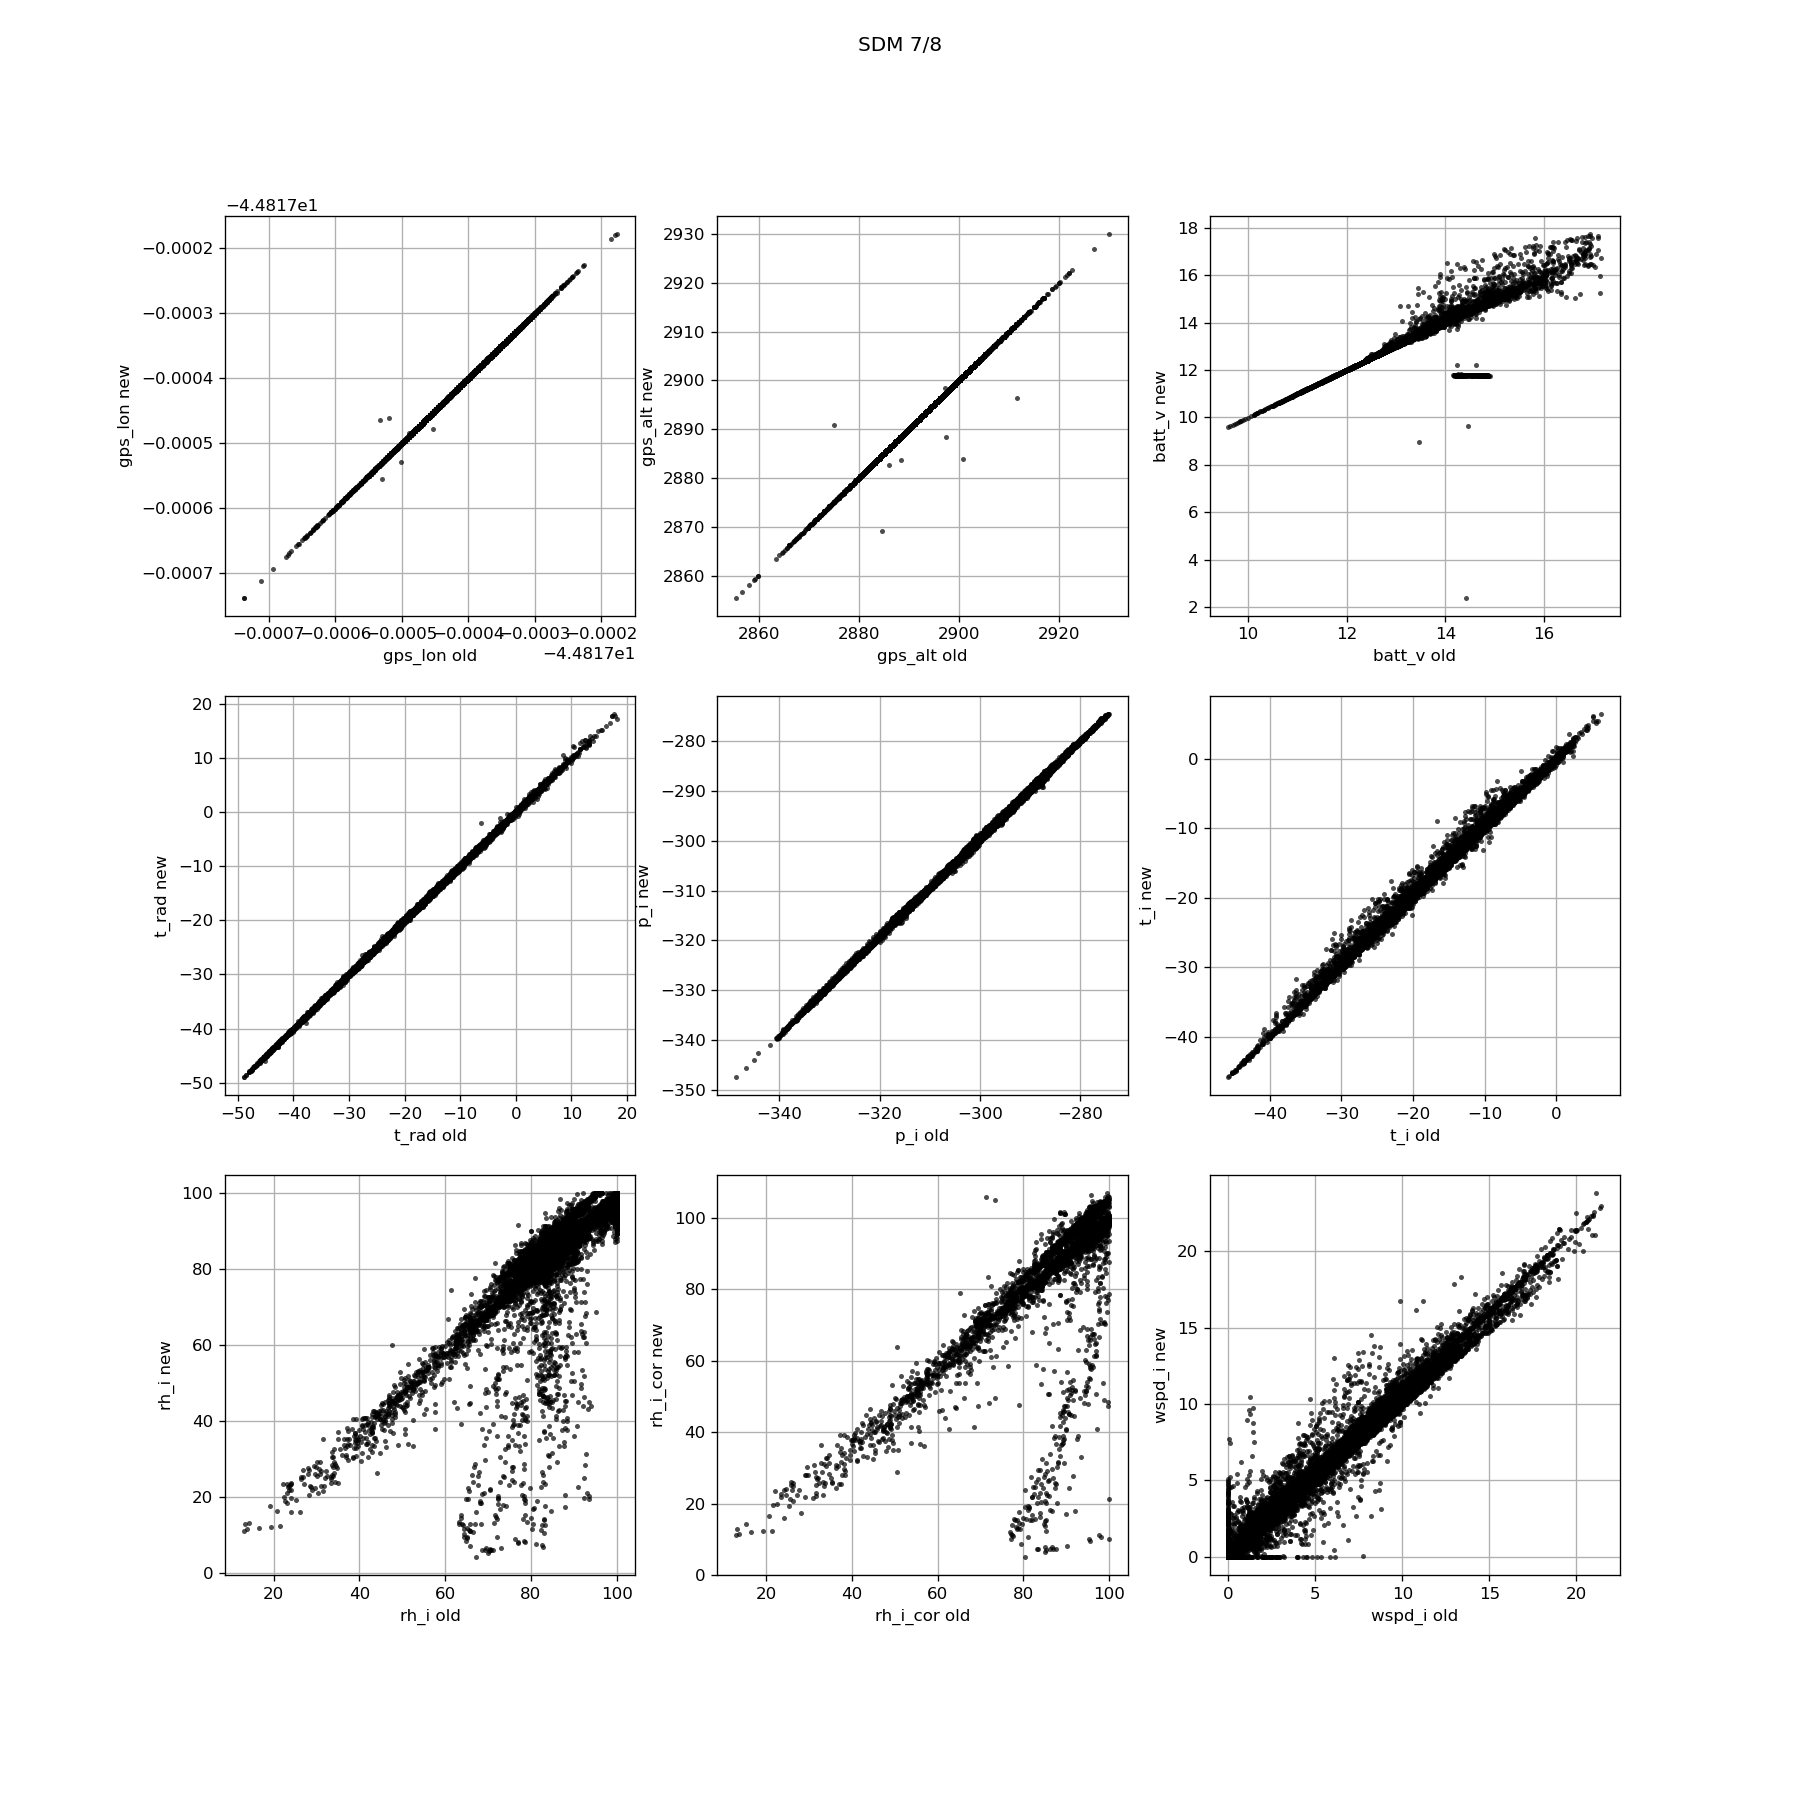 SDM 7/8
−4.4817e1
−0.0002
−0.0003
−0.0004
−0.0005
−0.0006
−0.0007
gps_lon new
−0.0007 −0.0006 −0.0005 −0.0004 −0.0003 −0.0002
gps_lon old
−4.4817e1
2930
2920
2910
2900
2890
2880
2870
2860
gps_alt new
2860 2880 2900 2920
gps_alt old
18
16
14
12
10
8
6
4
2
batt_v new
10 12 14 16
batt_v old
20
10
0
−10
−20
−30
−40
−50
t_rad new
−50 −40 −30 −20 −10 0 10 20
t_rad old
−280
−290
−300
−310
−320
−330
−340
−350
p_i new
−340 −320 −300 −280
p_i old
0
−10
−20
−30
−40
t_i new
−40 −30 −20 −10 0
t_i old
100
80
60
40
20
0
rh_i new
20 40 60 80 100
rh_i old
100
80
60
40
20
0
rh_i_cor new
20 40 60 80 100
rh_i_cor old
20
15
10
5
0
wspd_i new
0 5 10 15 20
wspd_i old